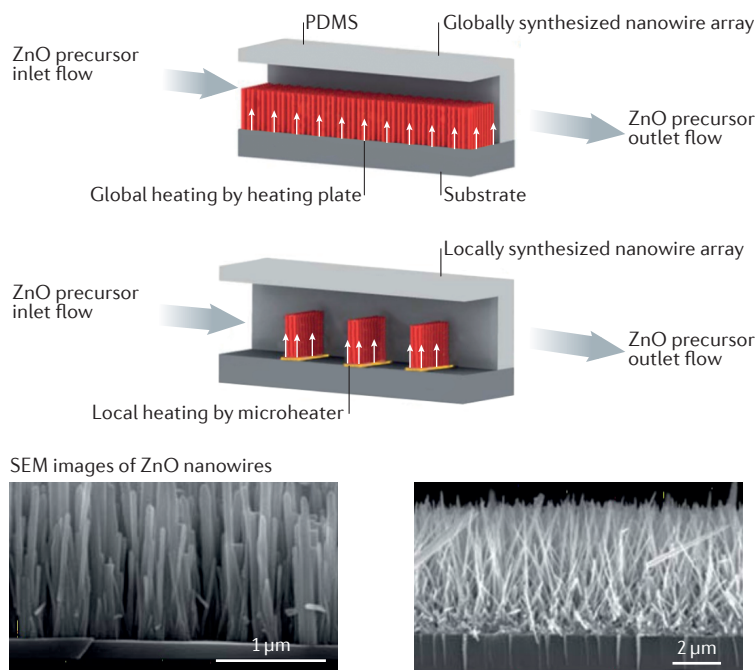 PDMS
Globally synthesized nanowire array
ZnO precursor
inlet flow
ZnO precursor
outlet flow
Global heating by heating plate
Substrate
Locally synthesized nanowire array
ZnO precursor
inlet flow
ZnO precursor
outlet flow
Local heating by microheater
SEM images of ZnO nanowires
1 µm
2 µm